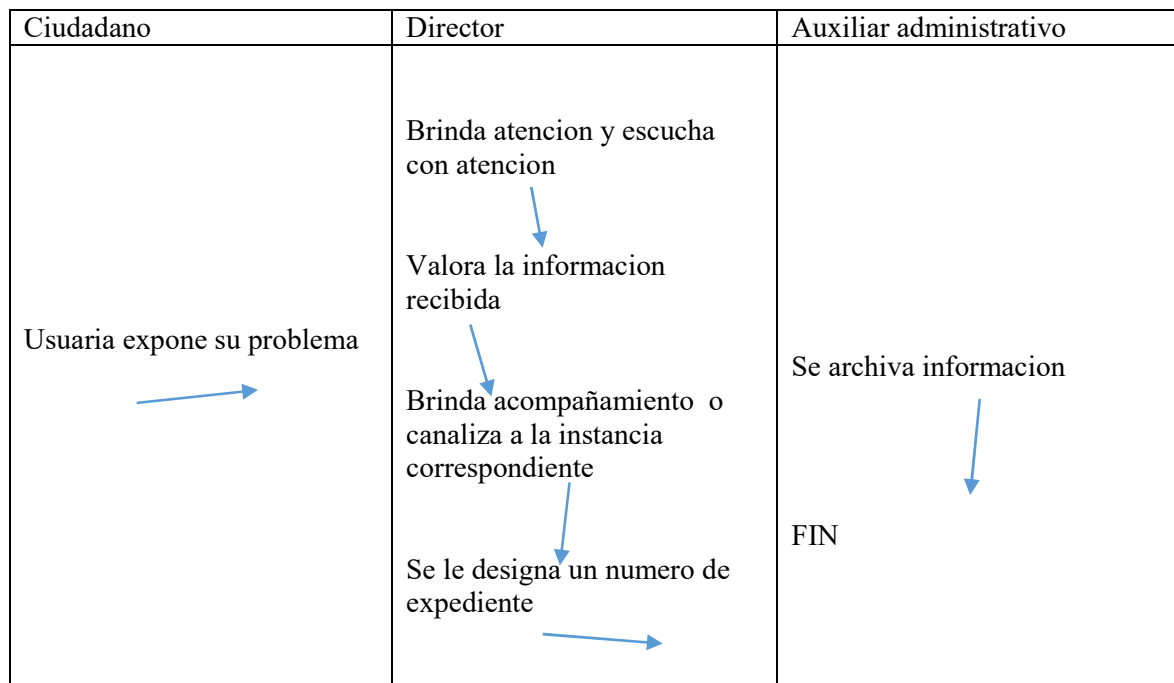 Ciudadano
Director
Auxiliar administrativo
Usuaria expone su problema
Brinda atencion y escucha
con atencion
Valora la informacion
recibida
Brinda acompañamiento o
canaliza a la instancia
correspondiente
Se le designa un numero de
expediente
Se archiva informacion
FIN